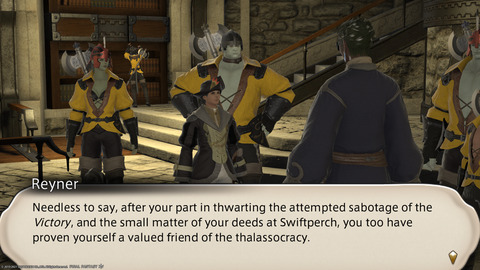 Reyner
Needless to say, after your part in thwarting the attempted sabotage of the
Victory, and the small matter of your deeds at Swiftperch, you too have
proven yourself a valued friend of the thalassocracy.